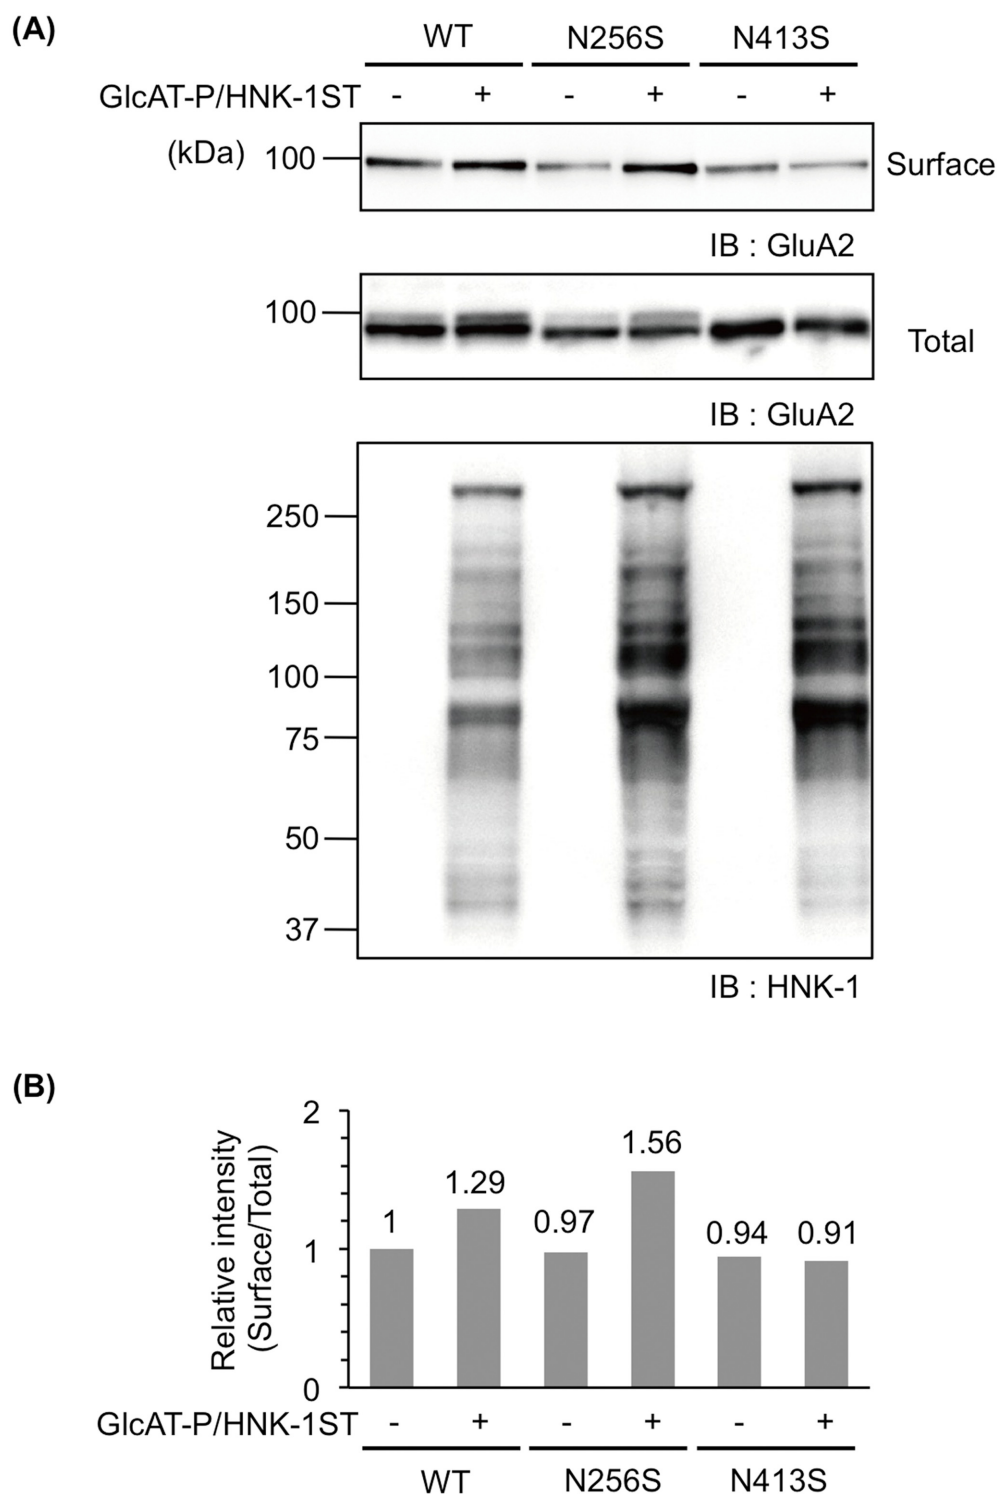 (A)
WT N256S N413S
GlcAT-P/HNK-1ST - + - + - +
(kDa) 100 Surface
IB : GluA2
100 Total
IB : GluA2
250
150
100
75
50
37
IB : HNK-1
(B)
Relative intensity
(Surface/Total)
2
1
0
1 1.29 0.97 1.56 0.94 0.91
GlcAT-P/HNK-1ST - + - + - +
WT N256S N413S